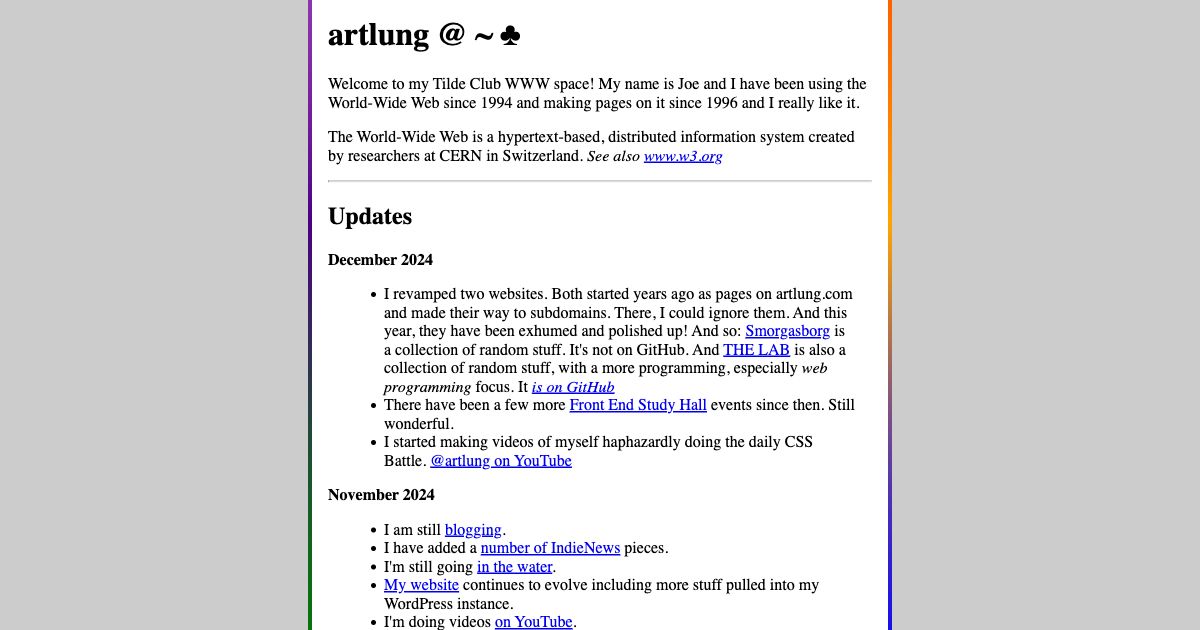 artlung @ ~ ♣
Welcome to my Tilde Club WWW space! My name is Joe and I have been using the
World-Wide Web since 1994 and making pages on it since 1996 and I really like it.
The World-Wide Web is a hypertext-based, distributed information system created
by researchers at CERN in Switzerland. See also www.w3.org
Updates
December 2024
• I revamped two websites. Both started years ago as pages on artlung.com
and made their way to subdomains. There, I could ignore them. And this
year, they have been exhumed and polished up! And so: Smorgasborg is
a collection of random stuff. It's not on GitHub. And THE LAB is also a
collection of random stuff, with a more programming, especially web
programming focus. It is on GitHub
• There have been a few more Front End Study Hall events since then. Still
wonderful.
• I started making videos of myself haphazardly doing the daily CSS
Battle. @artlung on YouTube
November 2024
• I am still blogging.
• I have added a number of IndieNews pieces.
• I'm still going in the water.
• My website continues to evolve including more stuff pulled into my
WordPress instance.
• I'm doing videos on YouTube.